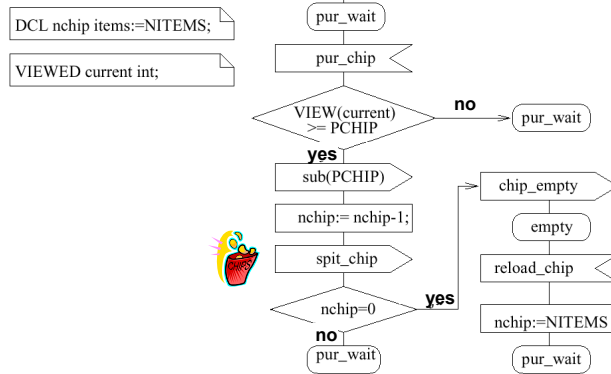 DCL nchip items:=NITEMS;
VIEWED current int;
pur_wait
pur_chip
VIEW(current)
>= PCHIP
no
pur_wait
yes
sub(PCHIP)
nchip:= nchip-1;
spit_chip
CHIPS
nchip=0
yes
no
pur_wait
chip_empty
empty
reload_chip
nchip:=NITEMS
pur_wait